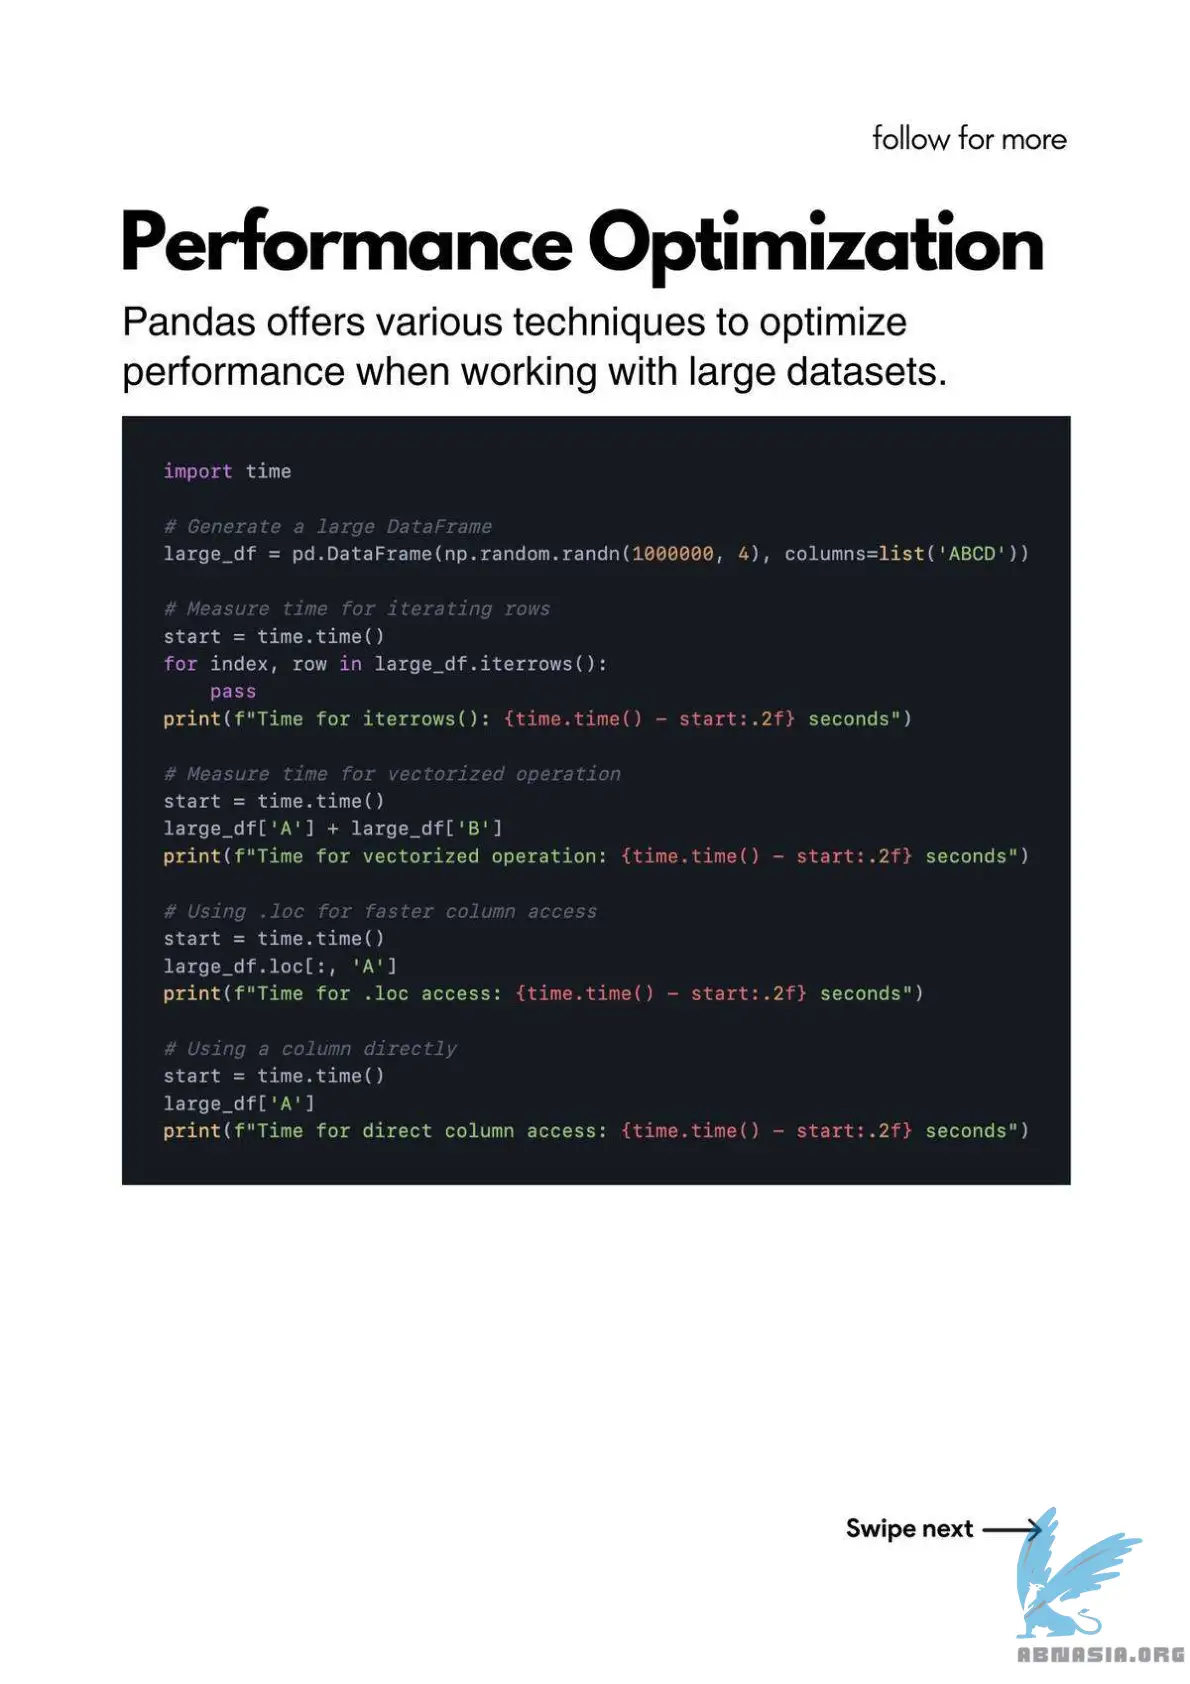 follow for more
Performance Optimization
Pandas offers various techniques to optimize
performance when working with large datasets.
import time
# Generate a large DataFrame
large_df = pd.DataFrame(np.random.randn(1000000, 4), columns=list('ABCD'))
# Measure time for iterating rows
start = time.time()
for index, row in large_df.iterrows():
    pass
print(f"Time for iterrows(): {time.time() - start:.2f} seconds")
# Measure time for vectorized operation
start = time.time()
large_df['A'] + large_df['B']
print(f"Time for vectorized operation: {time.time() - start:.2f} seconds")
# Using .loc for faster column access
start = time.time()
large_df.loc[:, 'A']
print(f"Time for .loc access: {time.time() - start:.2f} seconds")
# Using a column directly
start = time.time()
large_df['A']
print(f"Time for direct column access: {time.time() - start:.2f} seconds")
Swipe next
ABNASIA.ORG